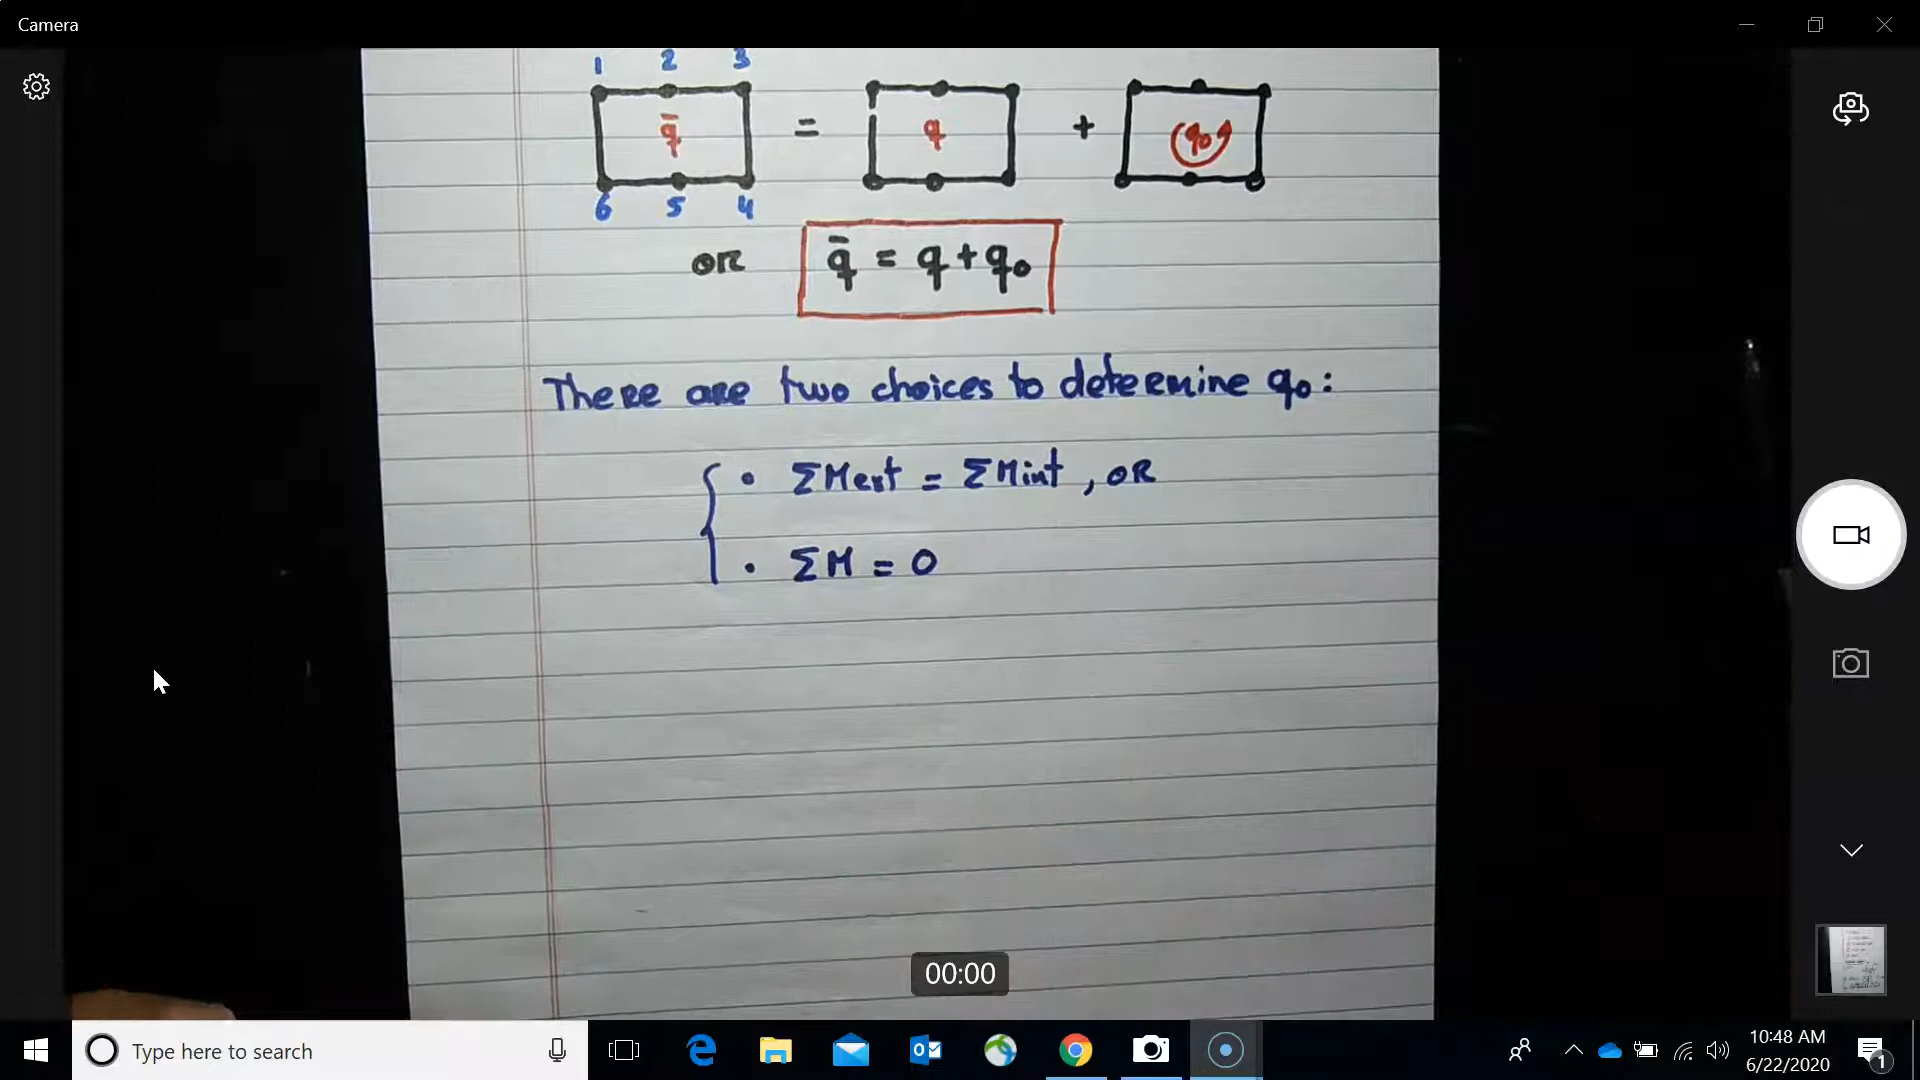 Camera
1 2 3
q̄ = q + q₀
6 5 4
OR q̄ = q + q₀
There are two choices to determine q₀:
• ΣMext = ΣMint, OR
• ΣM = 0
00:00
Type here to search
10:48 AM
6/22/2020
1